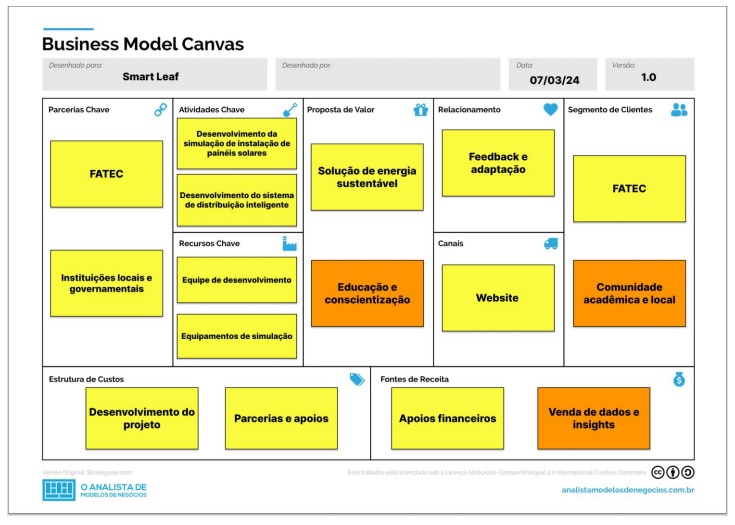 Business Model Canvas
Desenhado para:
Smart Leaf
Desenhado por:
Data:
07/03/24
Versão:
1.0
Parcerias Chave
FATEC
Instituições locais e
governamentais
Atividades Chave
Desenvolvimento da
simulação de instalação de
painéis solares
Desenvolvimento do sistema
de distribuição inteligente
Recursos Chave
Equipe de desenvolvimento
Equipamentos de simulação
Proposta de Valor
Solução de energia
sustentável
Educação e
conscientização
Relacionamento
Feedback e
adaptação
Canais
Website
Segmento de Clientes
FATEC
Comunidade
acadêmica e local
Estrutura de Custos
Desenvolvimento do
projeto
Parcerias e apoios
Fontes de Receita
Apoios financeiros
Venda de dados e
insights
Versão Original: Strategyzer.com
Este trabalho está licenciado sob a Licença Atribuição-CompartilhaIgual 4.0 Internacional Creative Commons.
O ANALISTA DE
MODELOS DE NEGÓCIOS
analistamodelosdenegocios.com.br